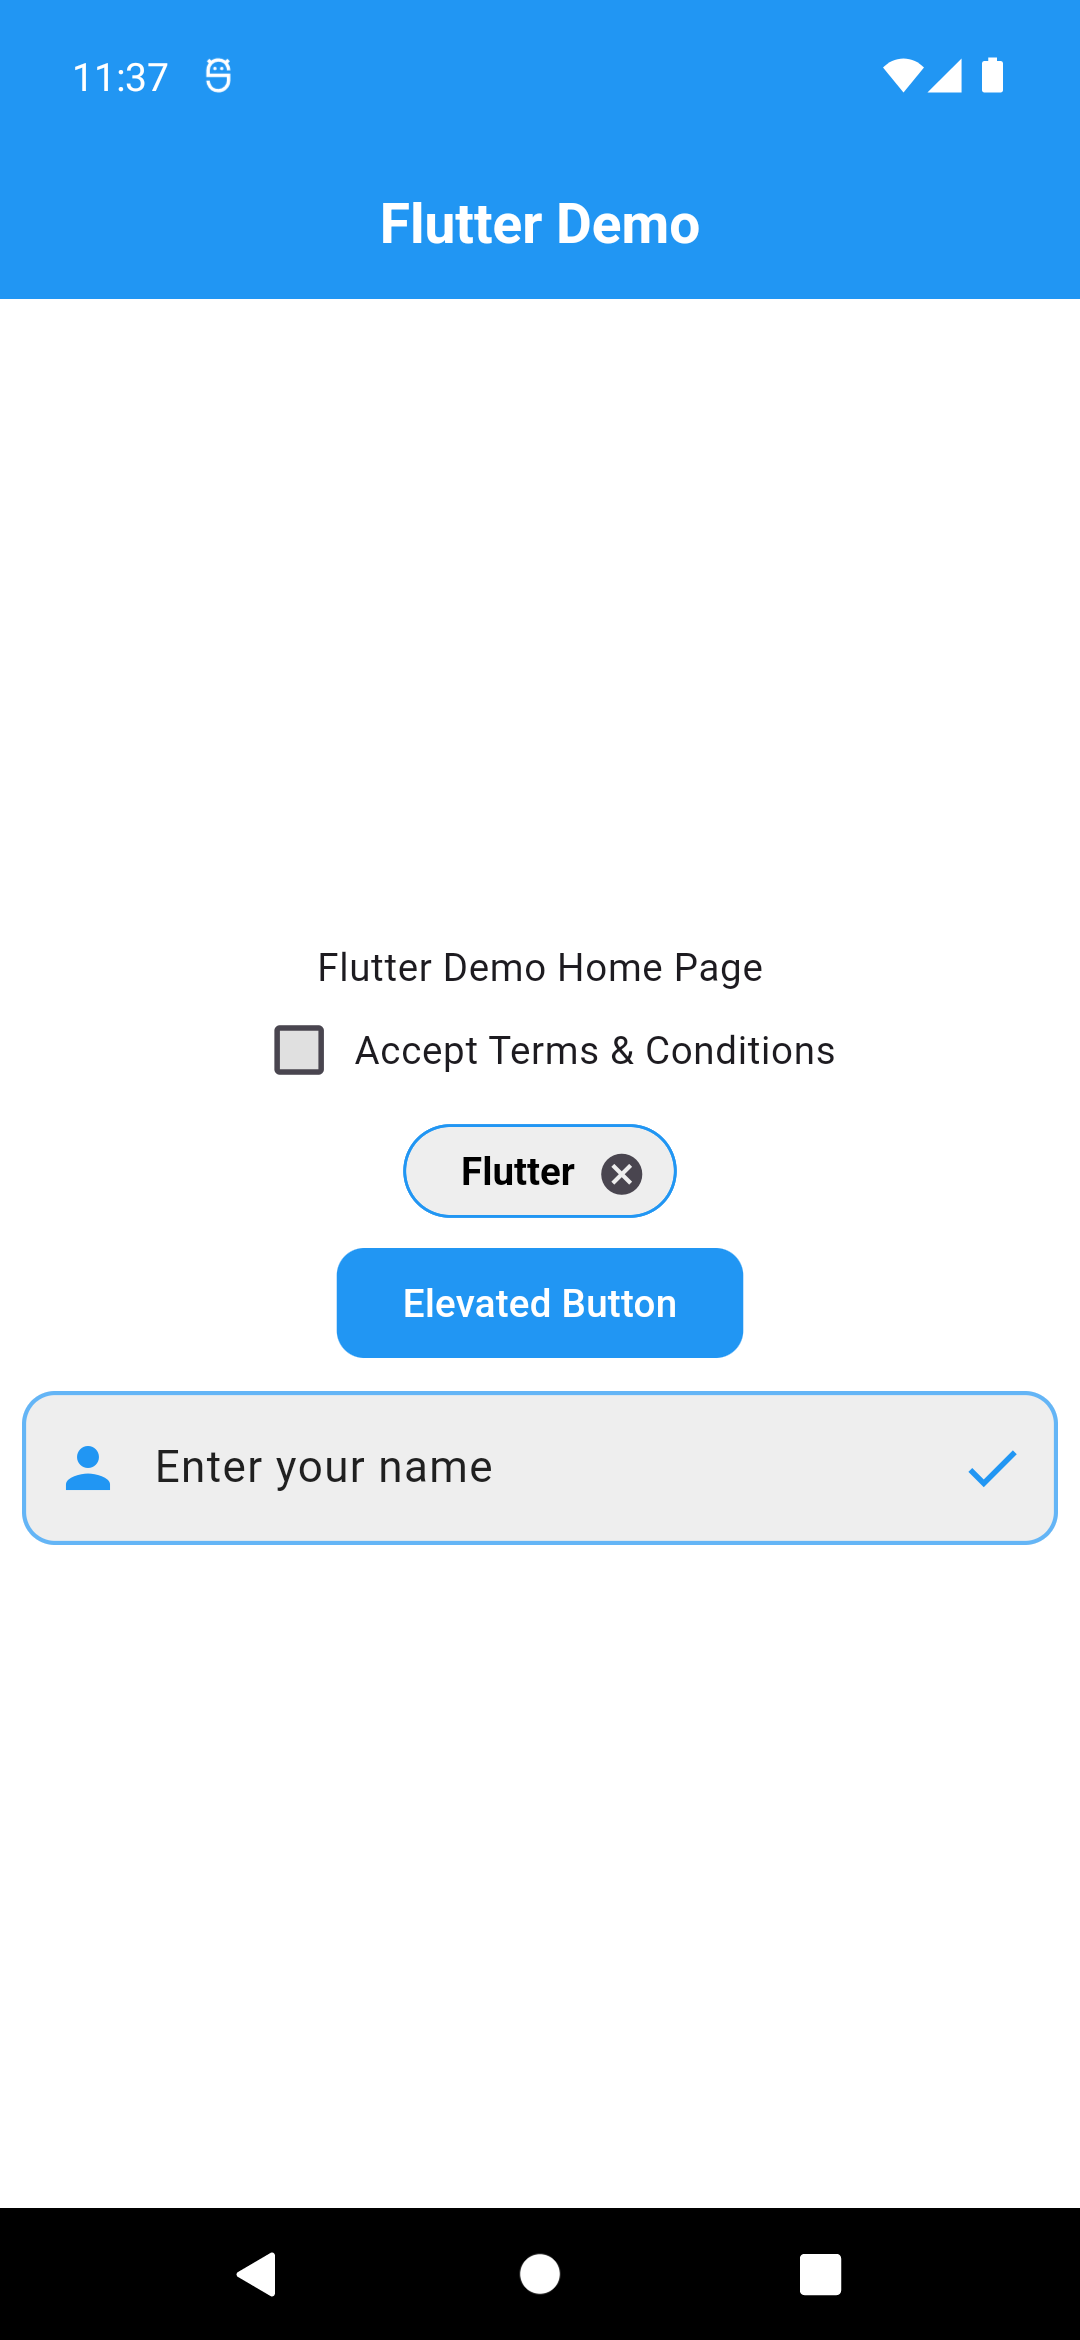 11:37
Flutter Demo
Flutter Demo Home Page
Accept Terms & Conditions
Flutter
Elevated Button
Enter your name